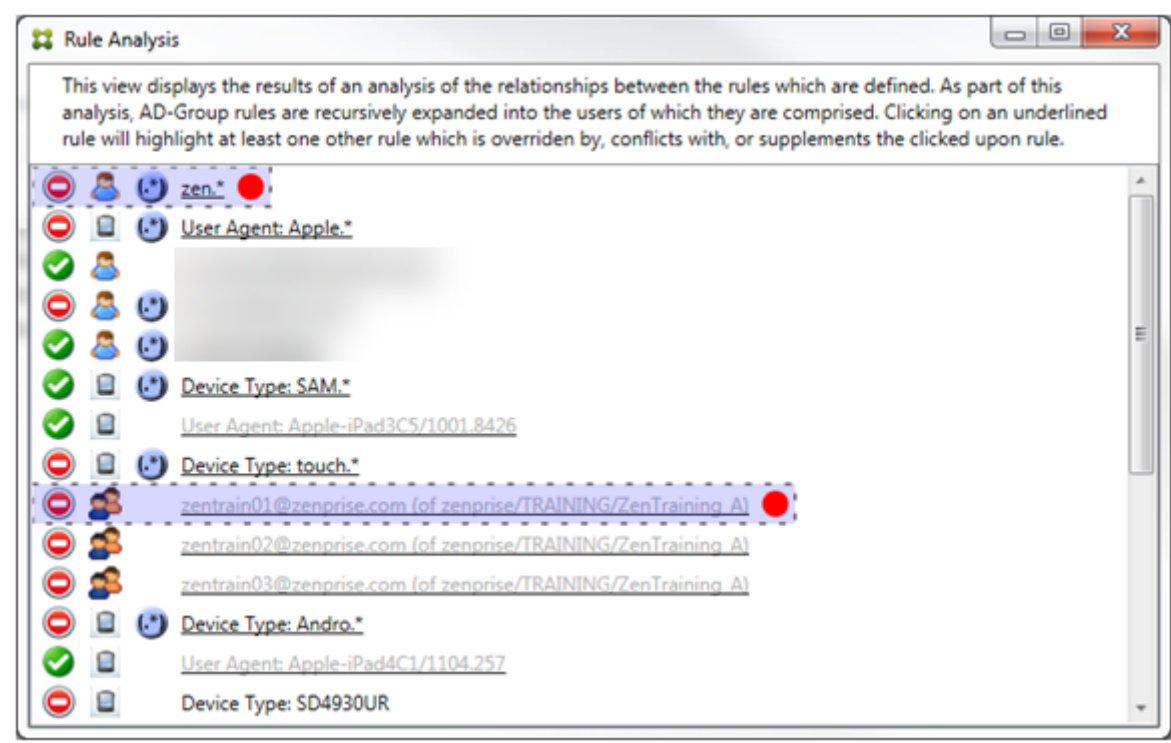 Rule Analysis
This view displays the results of an analysis of the relationships between the rules which are defined. As part of this
analysis, AD-Group rules are recursively expanded into the users of which they are comprised. Clicking on an underlined
rule will highlight at least one other rule which is overriden by, conflicts with, or supplements the clicked upon rule.
(.*) zen.*
(.*) User Agent: Apple.*
(.*)
(.*)
(.*) Device Type: SAM.*
User Agent: Apple-iPad3C5/1001.8426
(.*) Device Type: touch.*
zentrain01@zenprise.com (of zenprise/TRAINING/ZenTraining_A)
zentrain02@zenprise.com (of zenprise/TRAINING/ZenTraining_A)
zentrain03@zenprise.com (of zenprise/TRAINING/ZenTraining_A)
(.*) Device Type: Andro.*
User Agent: Apple-iPad4C1/1104.257
Device Type: SD4930UR